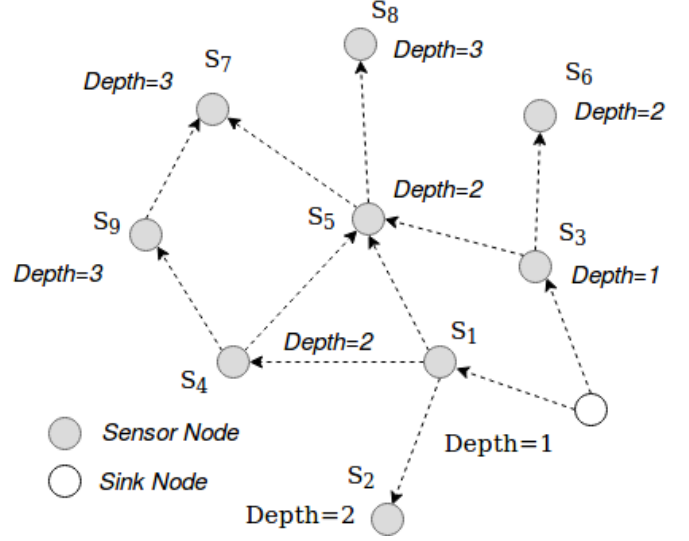 S8
Depth=3
S7
Depth=3
S6
Depth=2
Depth=2
S5
S3
Depth=1
S9
Depth=3
S1
Depth=2
S4
Depth=1
Sensor Node
Sink Node
S2
Depth=2